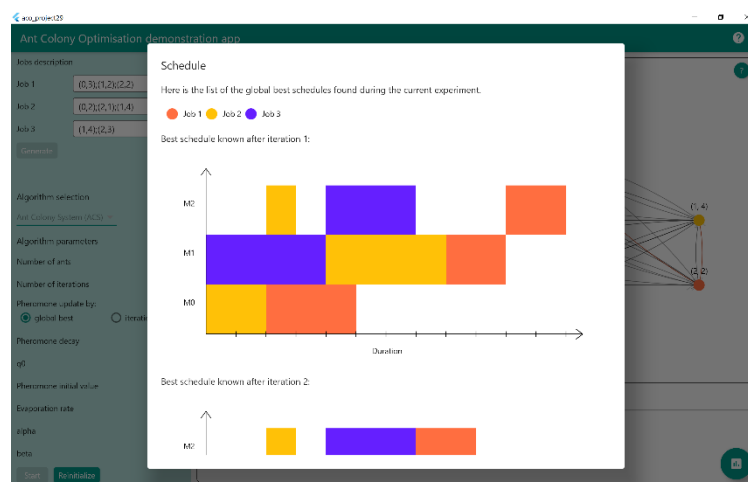 aco_project29
Ant Colony Optimisation demonstration app
Jobs description
Job 1 (0,3);(1,2);(2,2)
Job 2 (0,2);(2,1);(1,4)
Job 3 (1,4);(2,3)
Generate
Algorithm selection
Ant Colony System (ACS)
Algorithm parameters
Number of ants
Number of iterations
Pheromone update by:
global best
Pheromone decay
q0
Pheromone initial value
Evaporation rate
alpha
beta
Start Reinitialize
Schedule
Here is the list of the global best schedules found during the current experiment.
Job 1 Job 2 Job 3
Best schedule known after iteration 1:
M2
M1
M0
Duration
Best schedule known after iteration 2:
M2
(1, 4)
(2, 2)
?
?